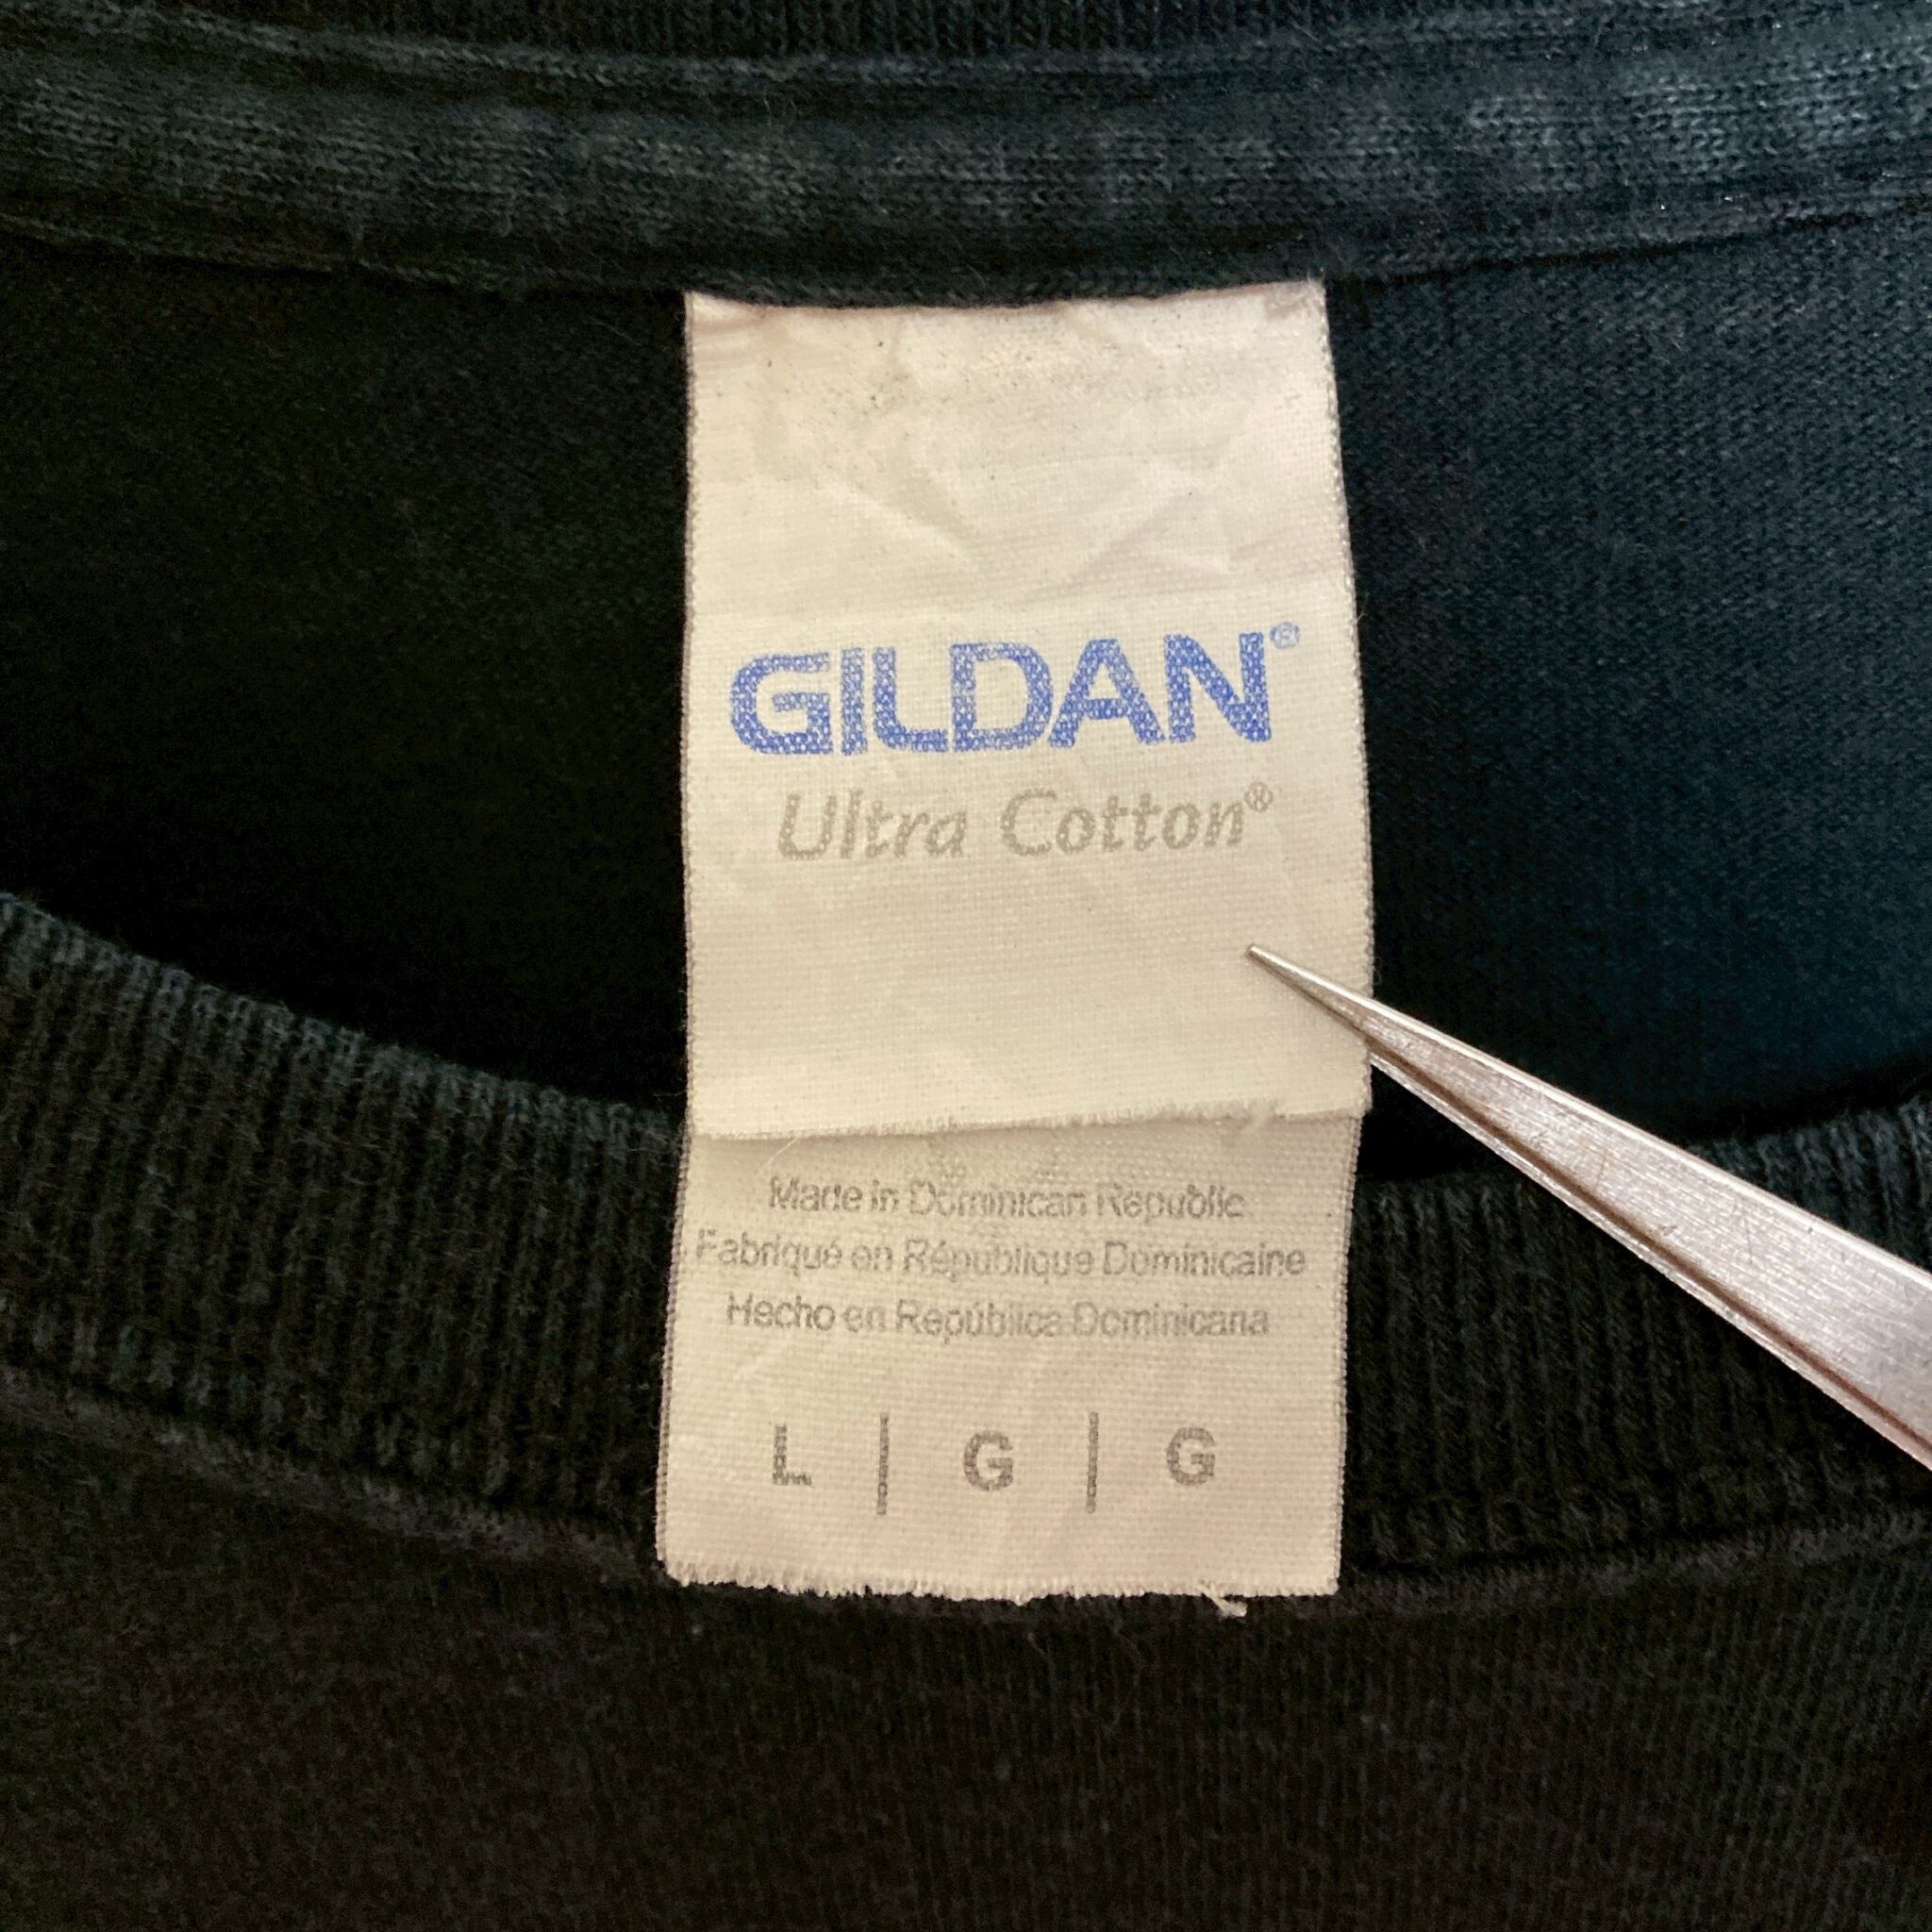 GILDAN®
Ultra Cotton®
Made in Dominican Republic
Fabriqué en République Dominicaine
Hecho en República Dominicana
L | G | G